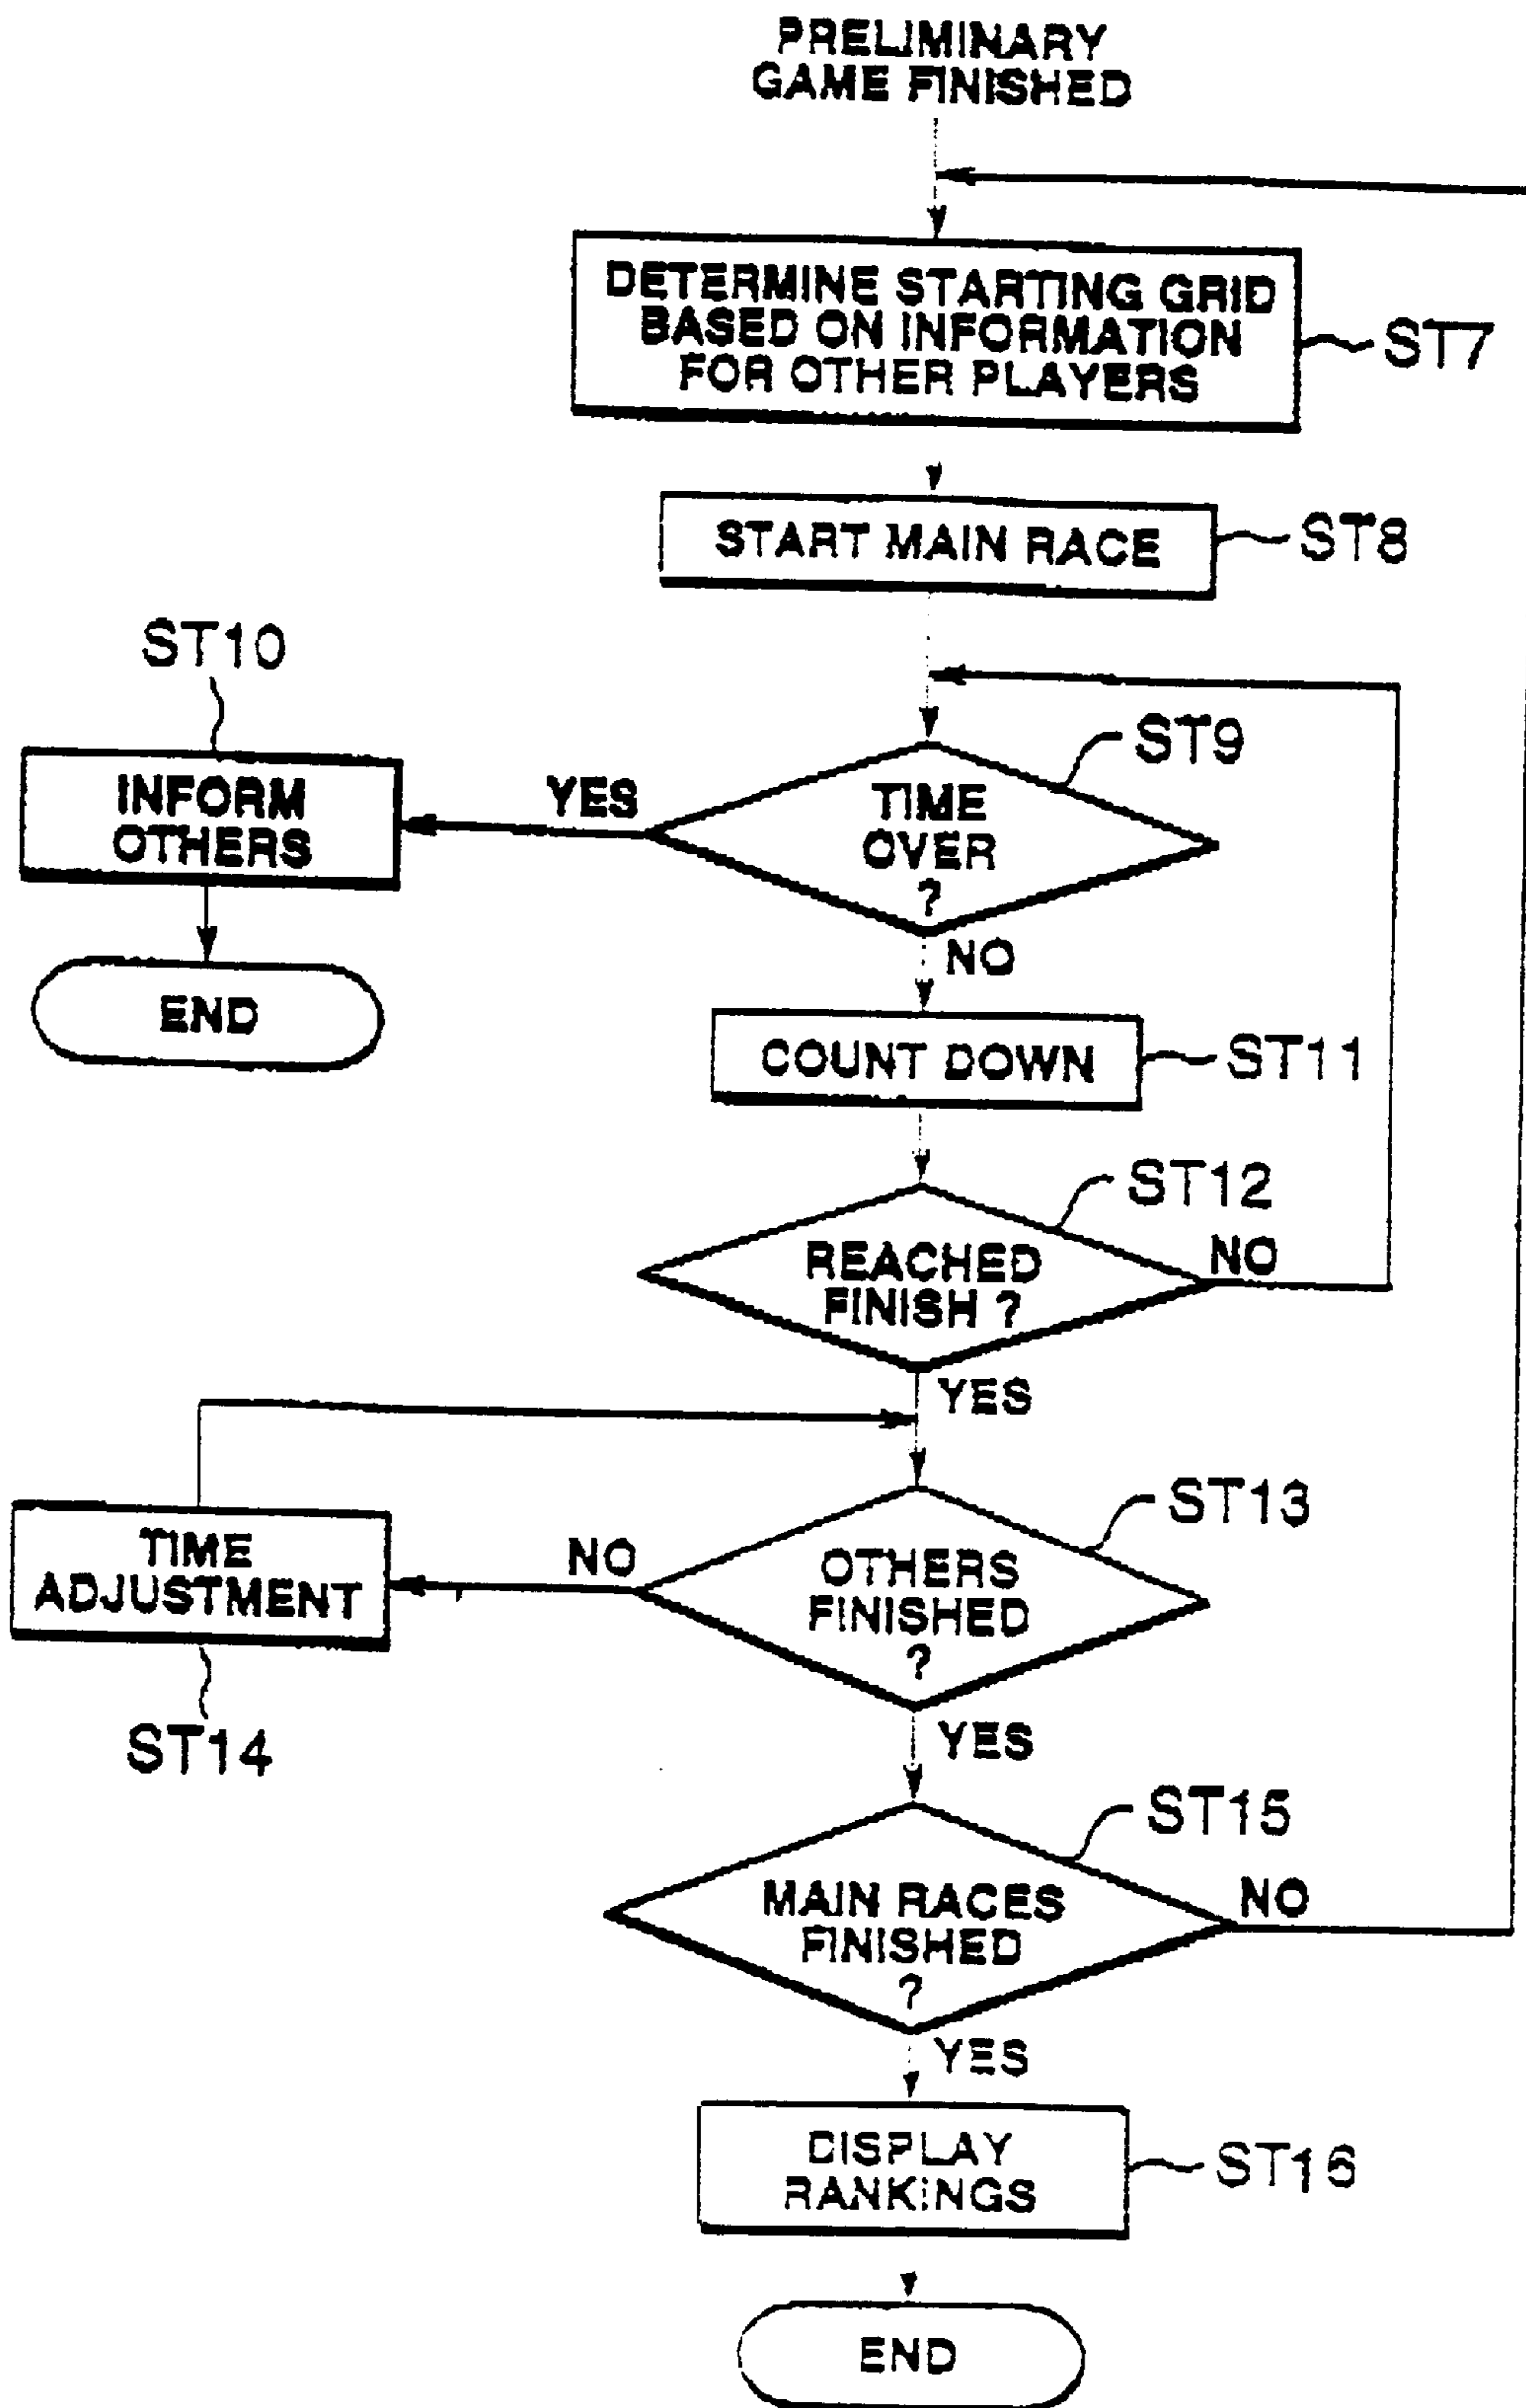 PRELIMINARY
GAME FINISHED
DETERMINE STARTING GRID
BASED ON INFORMATION
FOR OTHER PLAYERS
ST7
START MAIN RACE
ST8
ST10
ST9
INFORM
OTHERS
YES
TIME
OVER
?
NO
END
COUNT DOWN
ST11
ST12
REACHED
FINISH ?
NO
YES
ST13
TIME
ADJUSTMENT
NO
OTHERS
FINISHED
?
ST14
YES
ST15
MAIN RACES
FINISHED
?
NO
YES
DISPLAY
RANKINGS
ST16
END